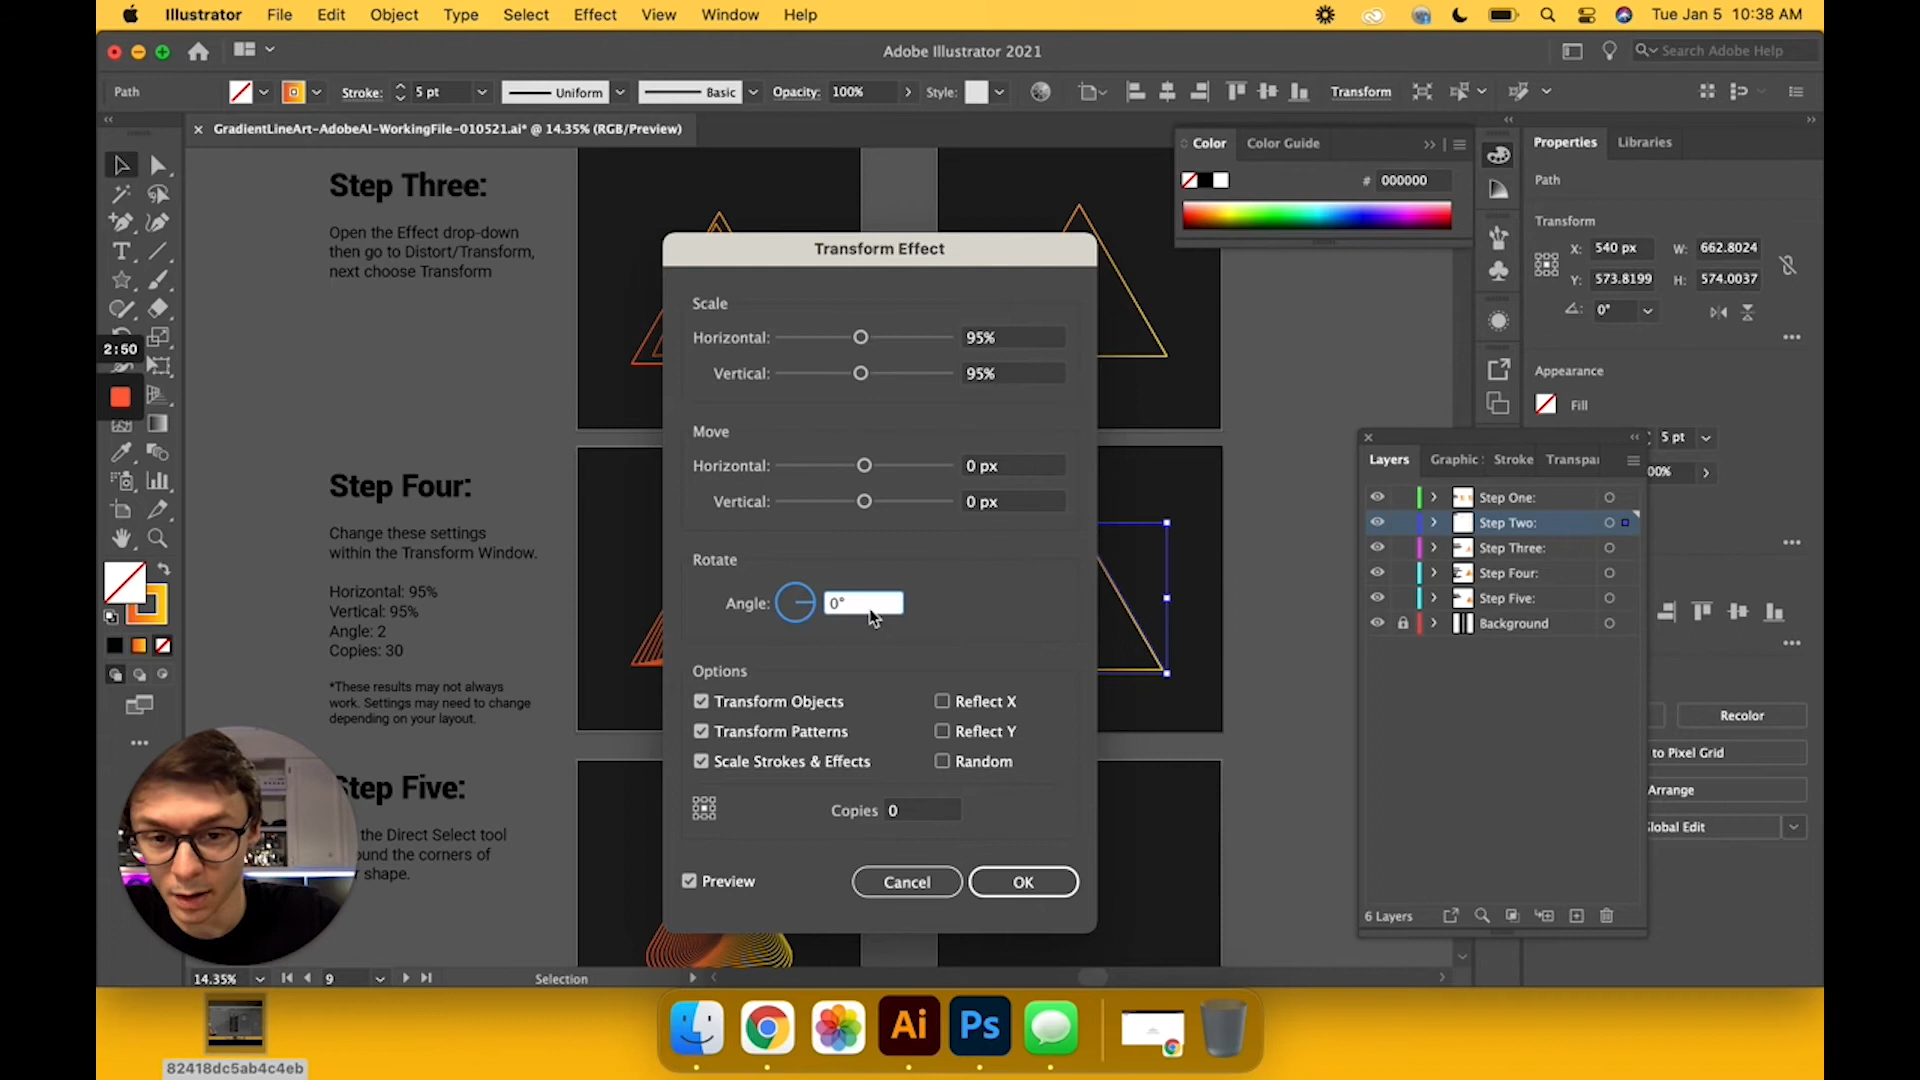 Illustrator File Edit Object Type Select Effect View Window Help Tue Jan 5 10:38 AM
Adobe Illustrator 2021 Search Adobe Help
Path Stroke: 5 pt Uniform Basic Opacity: 100% Style: Transform
× GradientLineArt-AdobeAI-WorkingFile-010521.ai* @ 14.35% (RGB/Preview)
Color Color Guide
# 000000
Properties Libraries
Path
Transform
X: 540 px W: 662.8024
Y: 573.8199 H: 574.0037
0°
Appearance
Fill
5 pt
00%
Recolor
to Pixel Grid
Arrange
lobal Edit
Step Three:
Open the Effect drop-down
then go to Distort/Transform,
next choose Transform
2:50
Step Four:
Change these settings
within the Transform Window.
Horizontal: 95%
Vertical: 95%
Angle: 2
Copies: 30
*These results may not always
work. Settings may need to change
depending on your layout.
Step Five:
the Direct Select tool
ound the corners of
r shape.
Transform Effect
Scale
Horizontal: 95%
Vertical: 95%
Move
Horizontal: 0 px
Vertical: 0 px
Rotate
Angle: 0°
Options
Transform Objects Reflect X
Transform Patterns Reflect Y
Scale Strokes & Effects Random
Copies 0
Preview Cancel OK
Layers Graphic Stroke Transpar
Step One:
Step Two:
Step Three:
Step Four:
Step Five:
Background
6 Layers
14.35% 9 Selection
Ai Ps
82418dc5ab4c4eb